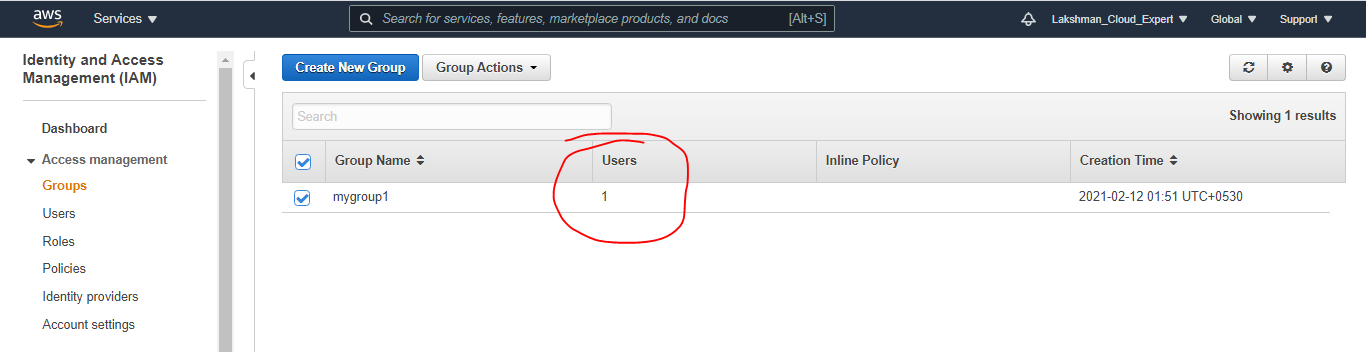 aws Services Search for services, features, marketplace products, and docs [Alt+S] Lakshman_Cloud_Expert Global Support
Identity and Access
Management (IAM)
Dashboard
Access management
Groups
Users
Roles
Policies
Identity providers
Account settings
Create New Group Group Actions
Search Showing 1 results
Group Name Users Inline Policy Creation Time
mygroup1 1 2021-02-12 01:51 UTC+0530